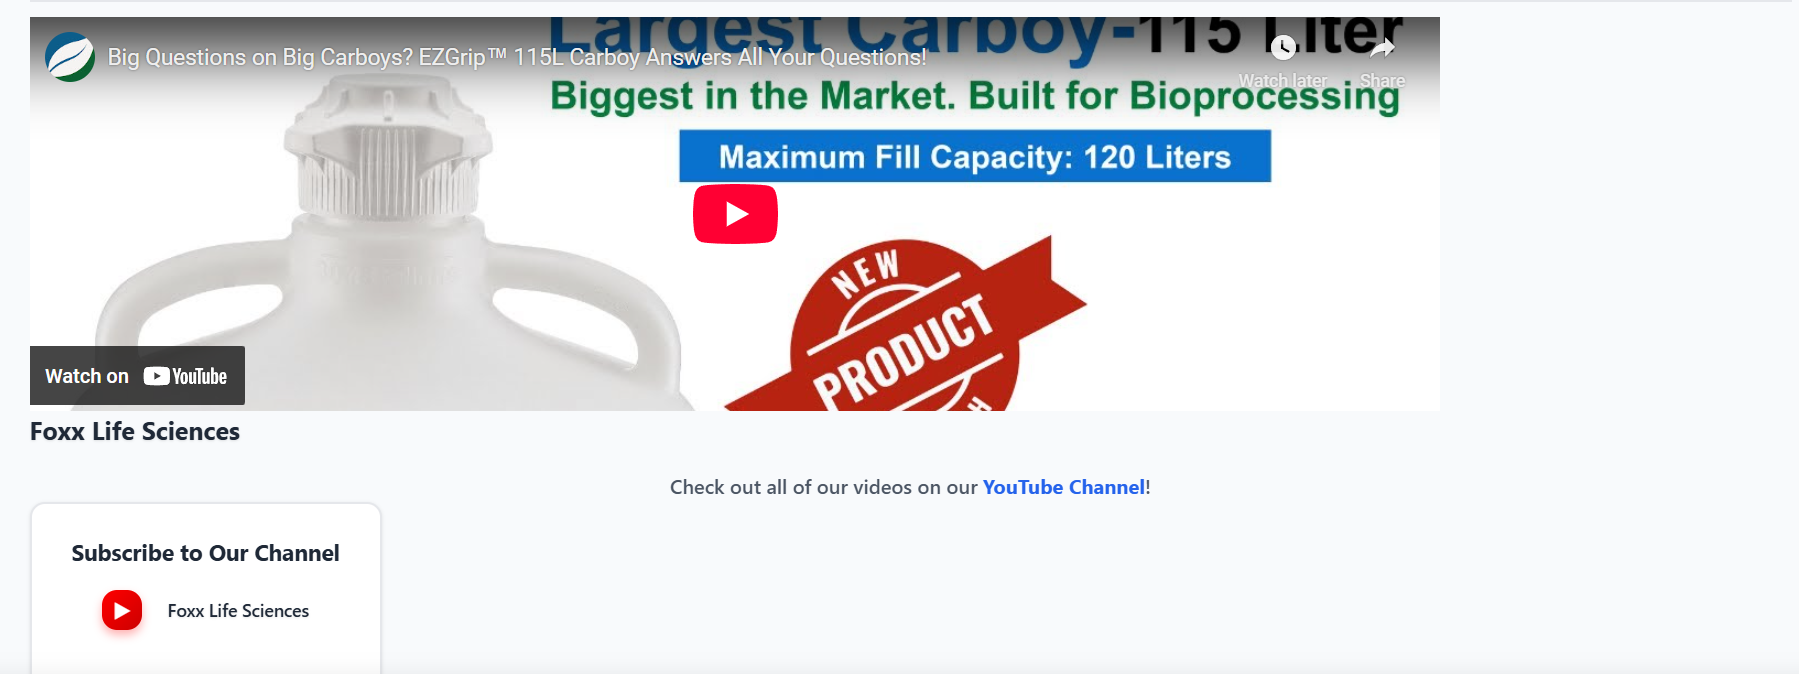 Largest Carboy-115 Liter
Big Questions on Big Carboys? EZGrip™ 115L Carboy Answers All Your Questions!
Watch later
Share
Biggest in the Market. Built for Bioprocessing
Maximum Fill Capacity: 120 Liters
NEW
PRODUCT
Watch on YouTube
Foxx Life Sciences
Check out all of our videos on our YouTube Channel!
Subscribe to Our Channel
Foxx Life Sciences